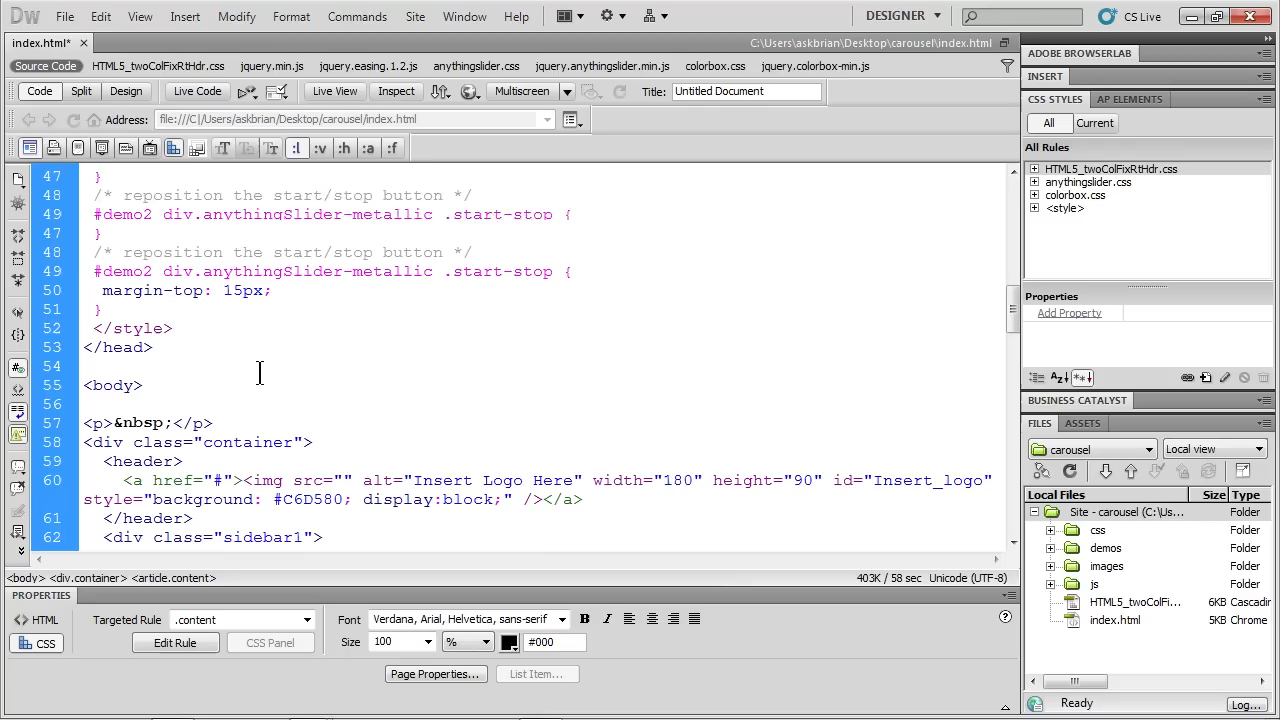 Dw File Edit View Insert Modify Format Commands Site Window Help DESIGNER CS Live
index.html* × C:\Users\askbrian\Desktop\carousel\index.html
Source Code HTML5_twoColFixRtHdr.css jquery.min.js jquery.easing.1.2.js anythingslider.css jquery.anythingslider.min.js colorbox.css jquery.colorbox-min.js
Code Split Design Live Code Live View Inspect Multiscreen Title: Untitled Document
Address: file:///C|/Users/askbrian/Desktop/carousel/index.html
:l :v :h :a :f
47 }
48 /* reposition the start/stop button */
49 #demo2 div.anythingSlider-metallic .start-stop {
47 }
48 /* reposition the start/stop button */
49 #demo2 div.anythingSlider-metallic .start-stop {
50 margin-top: 15px;
51 }
52 </style>
53 </head>
54
55 <body>
56
57 <p>&nbsp;</p>
58 <div class="container">
59 <header>
60 <a href="#"><img src="" alt="Insert Logo Here" width="180" height="90" id="Insert_logo"
style="background: #C6D580; display:block;" /></a>
61 </header>
62 <div class="sidebar1">
<body> <div.container> <article.content> 403K / 58 sec Unicode (UTF-8)
PROPERTIES
<> HTML Targeted Rule .content Font Verdana, Arial, Helvetica, sans-serif B I
CSS Edit Rule CSS Panel Size 100 % #000
Page Properties... List Item...
ADOBE BROWSERLAB
INSERT
CSS STYLES AP ELEMENTS
All Current
All Rules
HTML5_twoColFixRtHdr.css
anythingslider.css
colorbox.css
<style>
Properties
Add Property
BUSINESS CATALYST
FILES ASSETS
carousel Local view
Local Files Size Type
Site - carousel (C:\Us... Folder
css Folder
demos Folder
images Folder
js Folder
HTML5_twoColFi... 6KB Cascadin
index.html 5KB Chrome
Ready Log...